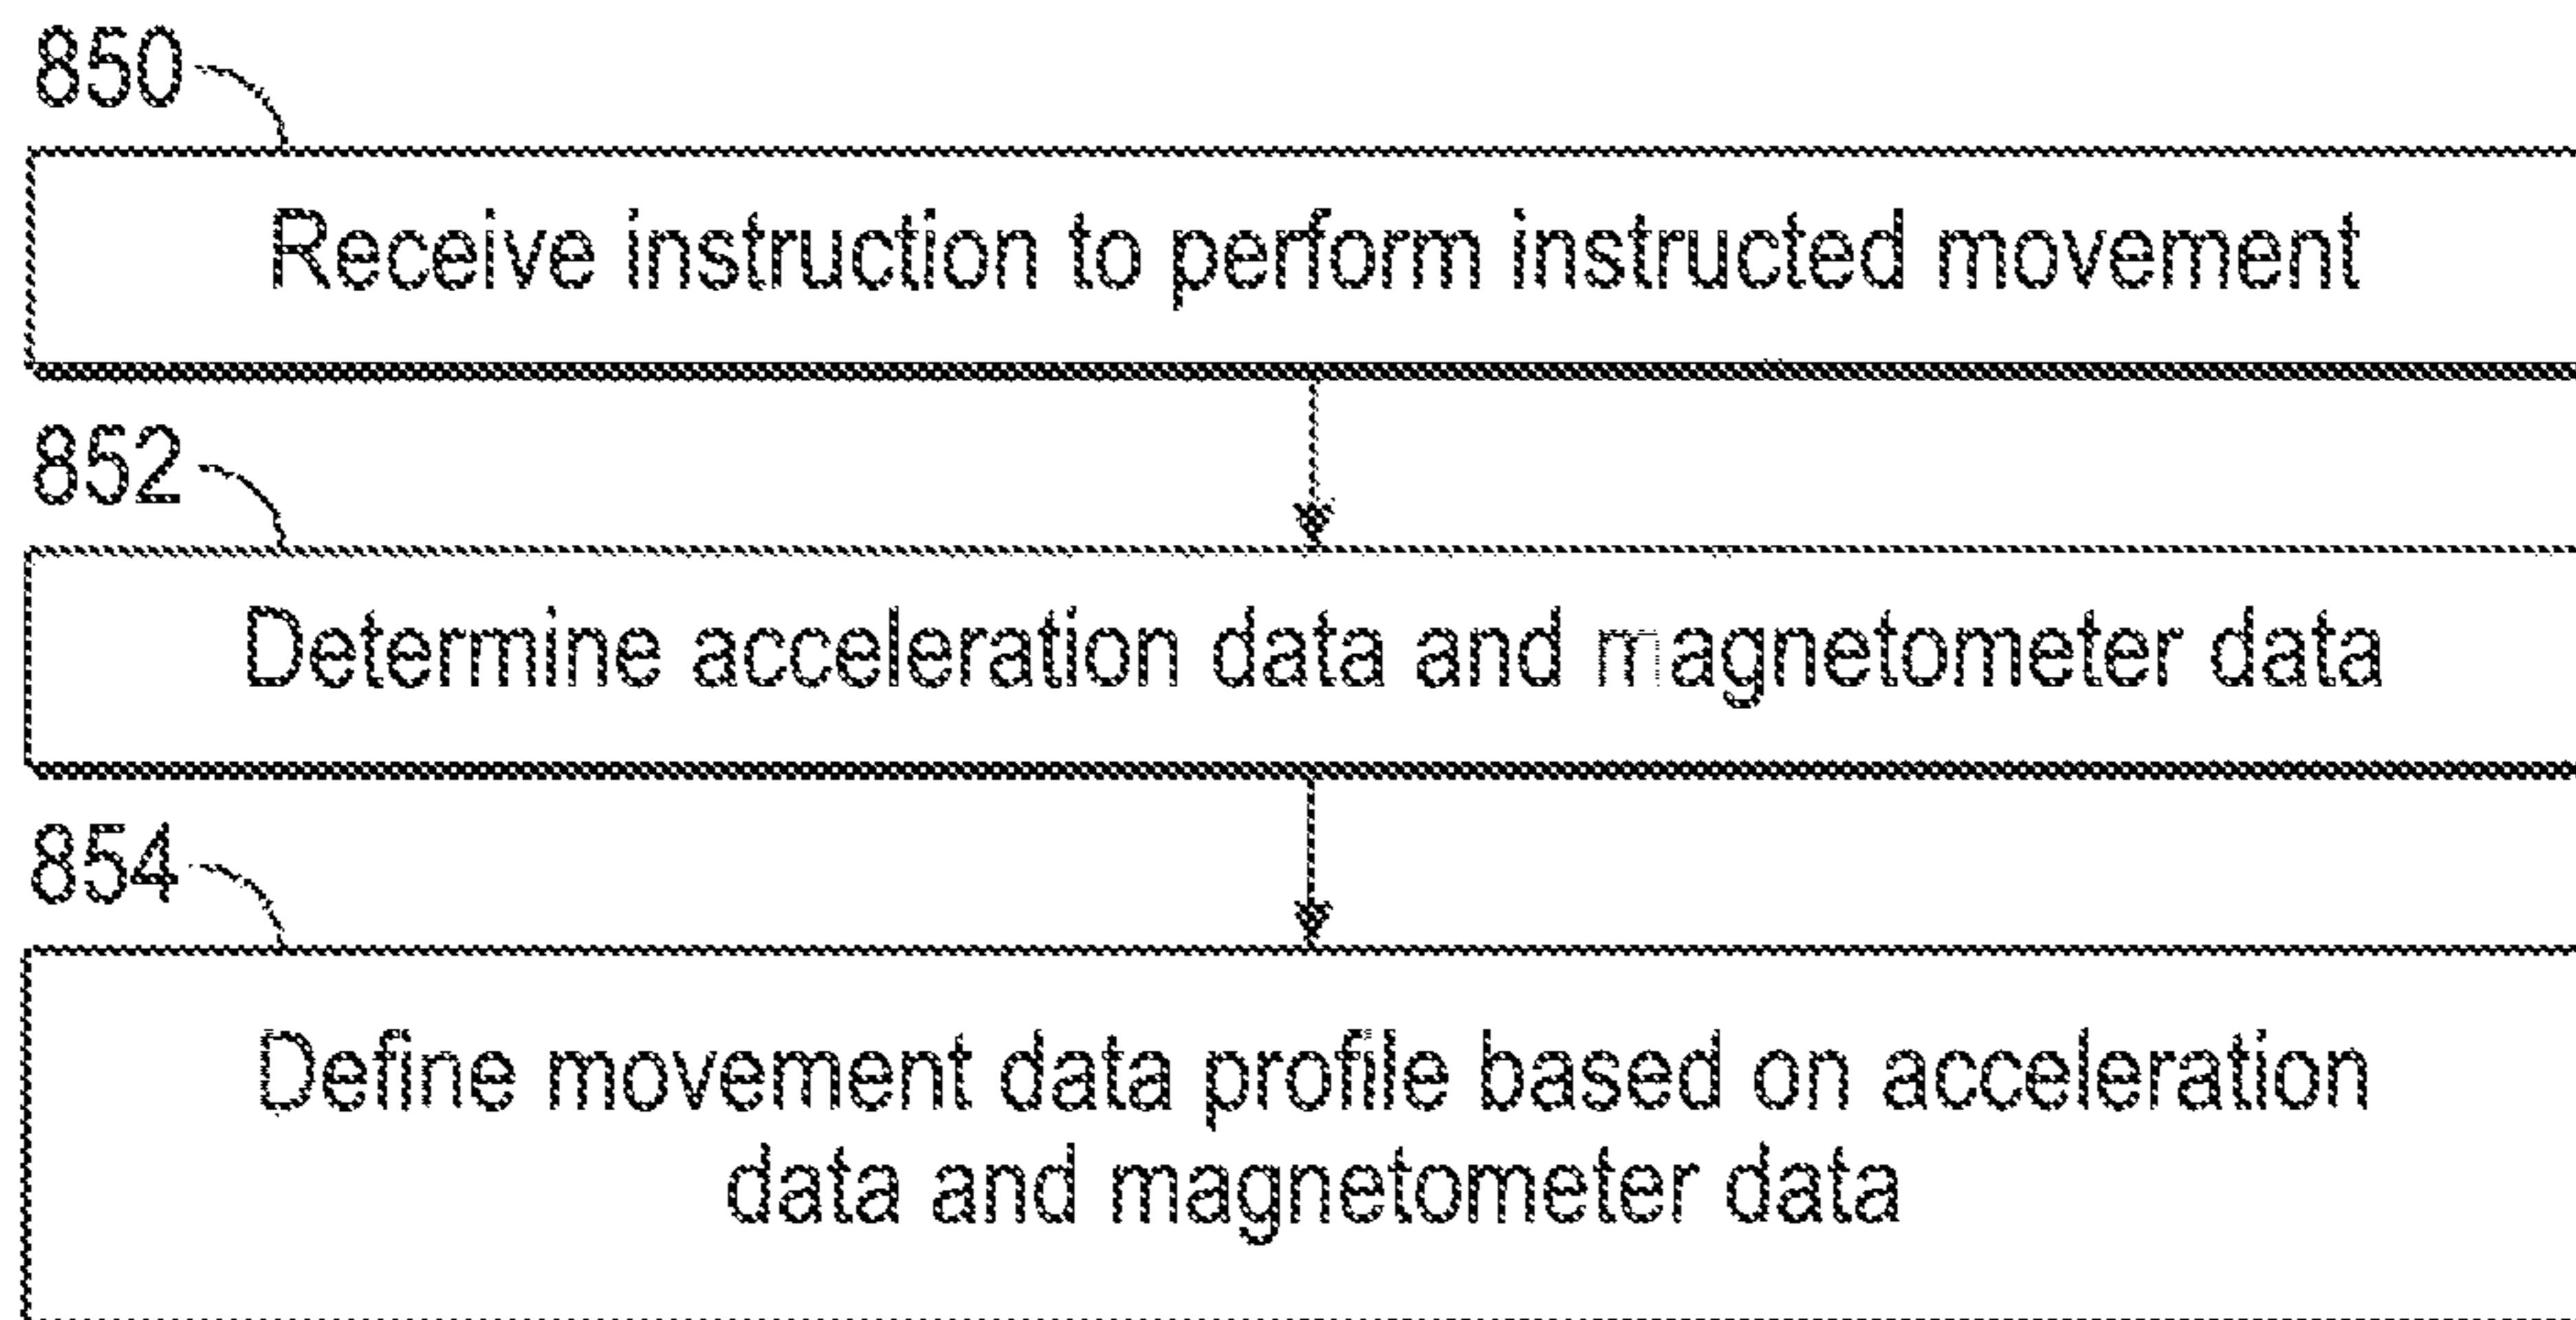 850
Receive instruction to perform instructed movement
852
Determine acceleration data and magnetometer data
854
Define movement data profile based on acceleration
data and magnetometer data